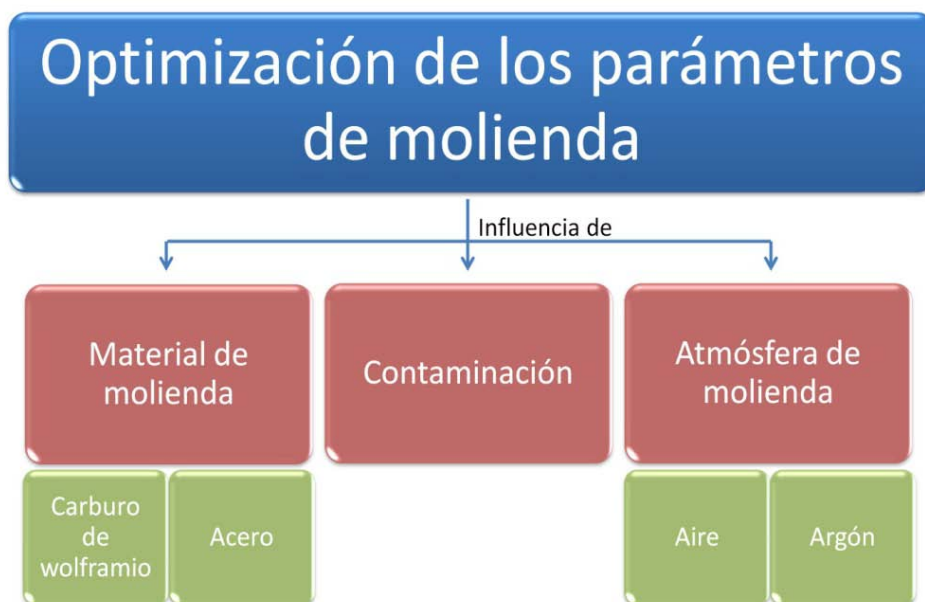 Optimización de los parámetros
de molienda
Influencia de
Material de
molienda
Contaminación
Atmósfera de
molienda
Carburo
de
wolframio
Acero
Aire
Argón